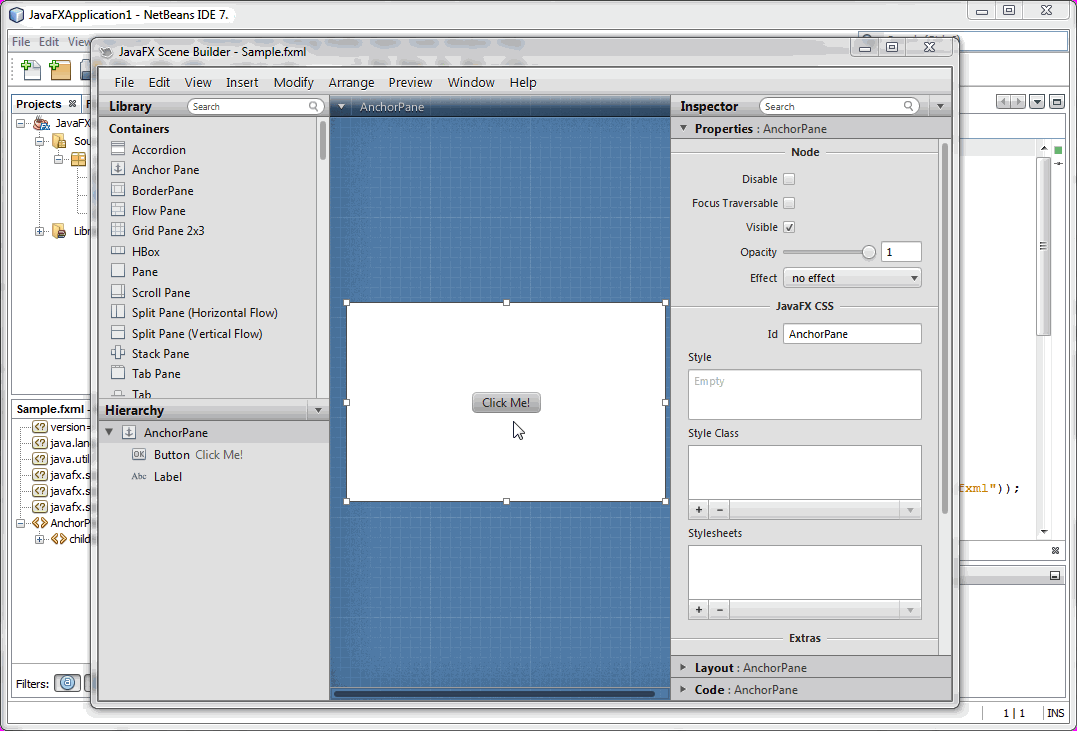 JavaFXApplication1 - NetBeans IDE 7.
File Edit View
JavaFX Scene Builder - Sample.fxml
File Edit View Insert Modify Arrange Preview Window Help
Projects
JavaFX
Sou
Libr
Library
Search
Containers
Accordion
Anchor Pane
BorderPane
Flow Pane
Grid Pane 2x3
HBox
Pane
Scroll Pane
Split Pane (Horizontal Flow)
Split Pane (Vertical Flow)
Stack Pane
Tab Pane
Tab
Hierarchy
AnchorPane
OK Button Click Me!
Abc Label
AnchorPane
Click Me!
Inspector
Search
Properties : AnchorPane
Node
Disable
Focus Traversable
Visible
Opacity 1
Effect no effect
JavaFX CSS
Id AnchorPane
Style
Empty
Style Class
+ -
Stylesheets
+ -
Extras
Layout : AnchorPane
Code : AnchorPane
Sample.fxml -
version=
java.lan
java.uti
javafx.s
javafx.s
javafx.s
AnchorP
child
Filters:
fxml"));
1 | 1 INS